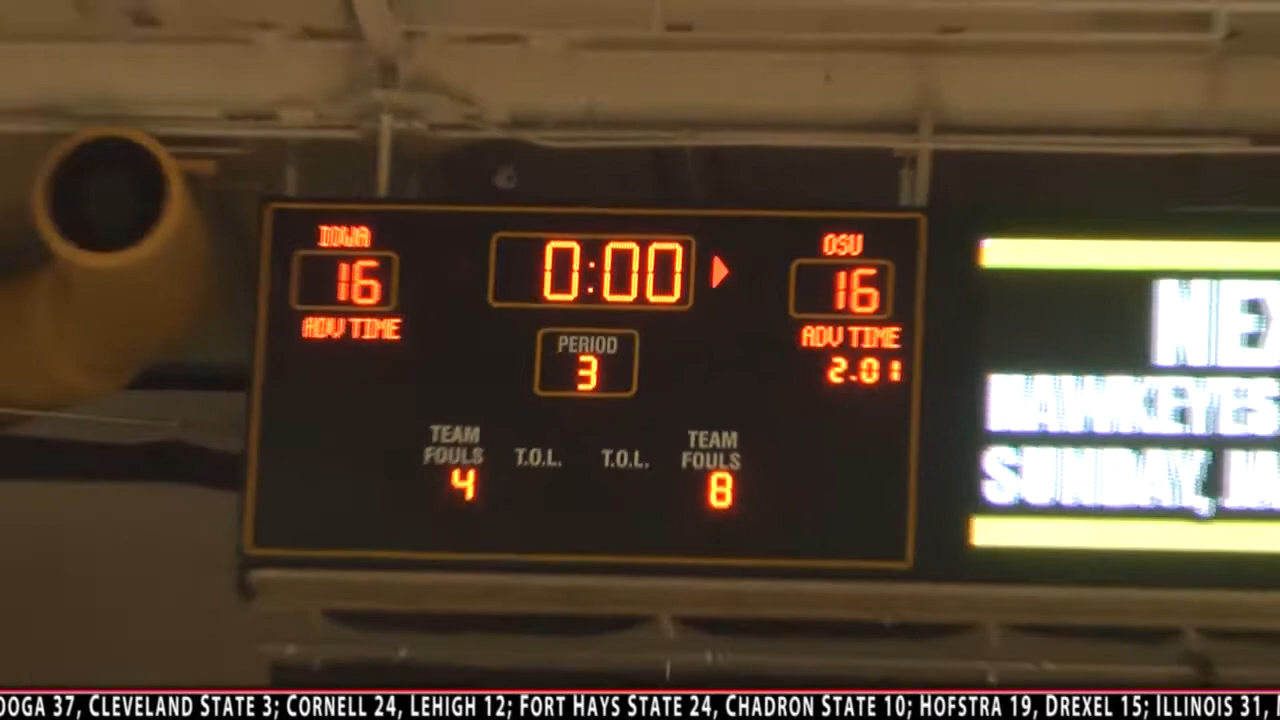 IOWA
16
ADV TIME
0:00
OSU
16
ADV TIME
2.01
PERIOD
3
TEAM FOULS
4
T.O.L.
T.O.L.
TEAM FOULS
8
HAWKEYES
SUNDAY,
37, CLEVELAND STATE 3; CORNELL 24, LEHIGH 12; FORT HAYS STATE 24, CHADRON STATE 10; HOFSTRA 19, DREXEL 15; ILLINOIS 31,